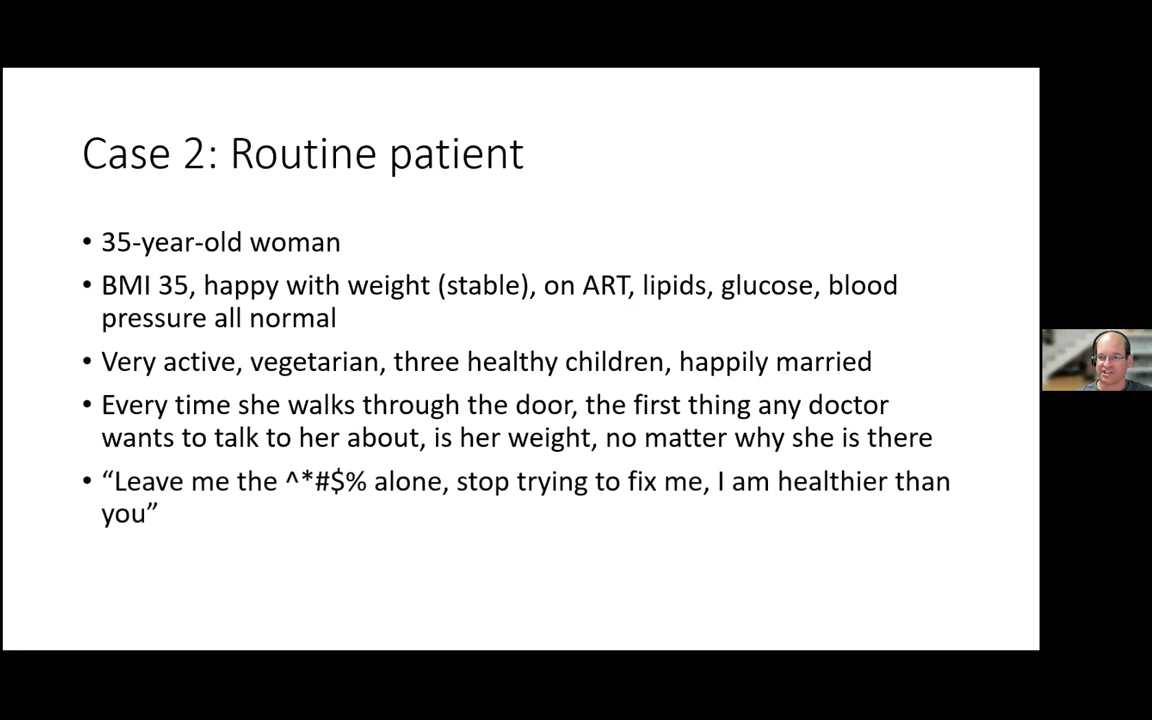 Case 2: Routine patient
• 35-year-old woman
• BMI 35, happy with weight (stable), on ART, lipids, glucose, blood
pressure all normal
• Very active, vegetarian, three healthy children, happily married
• Every time she walks through the door, the first thing any doctor
wants to talk to her about, is her weight, no matter why she is there
• “Leave me the ^*#$% alone, stop trying to fix me, I am healthier than
you”